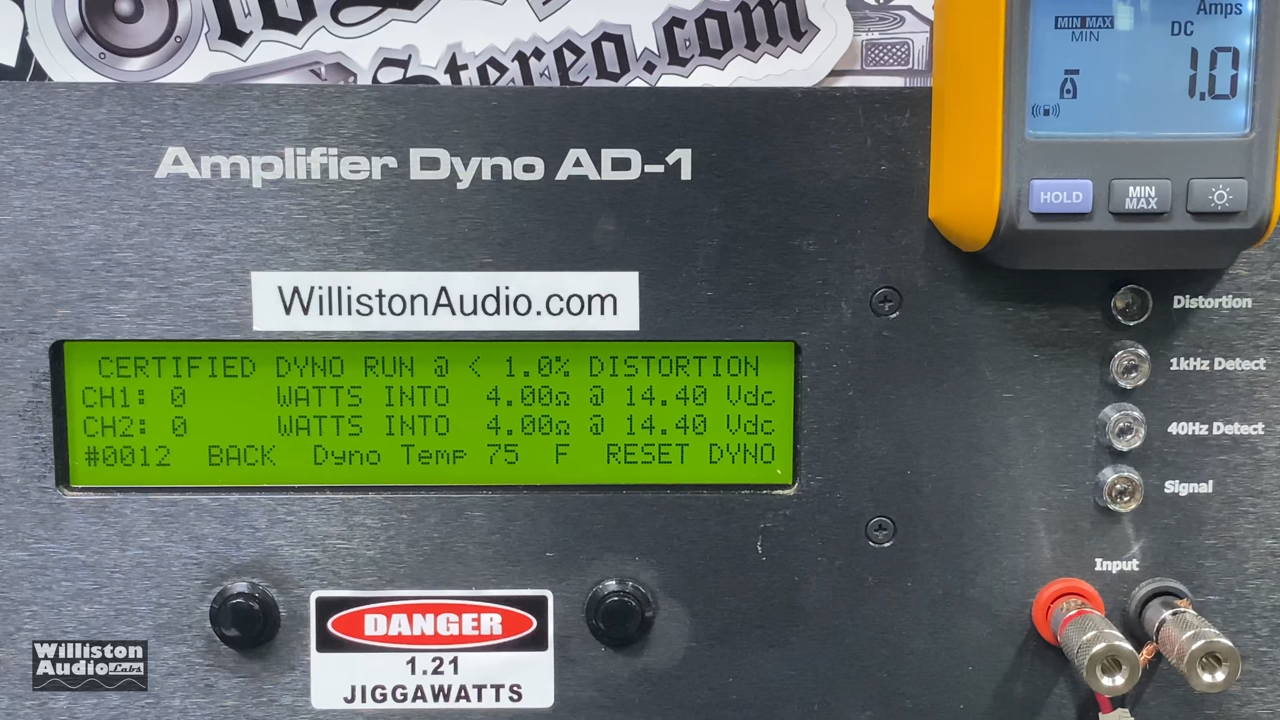 Stereo.com
Amps
MIN MAX
MIN
DC
1.0
HOLD
MIN
MAX
Amplifier Dyno AD-1
WillistonAudio.com
Distortion
1kHz Detect
40Hz Detect
Signal
Input
CERTIFIED DYNO RUN @ < 1.0% DISTORTION
CH1: 0 WATTS INTO 4.00Ω @ 14.40 Vdc
CH2: 0 WATTS INTO 4.00Ω @ 14.40 Vdc
#0012 BACK Dyno Temp 75 F RESET DYNO
DANGER
1.21
JIGGAWATTS
Williston
Audio Labs